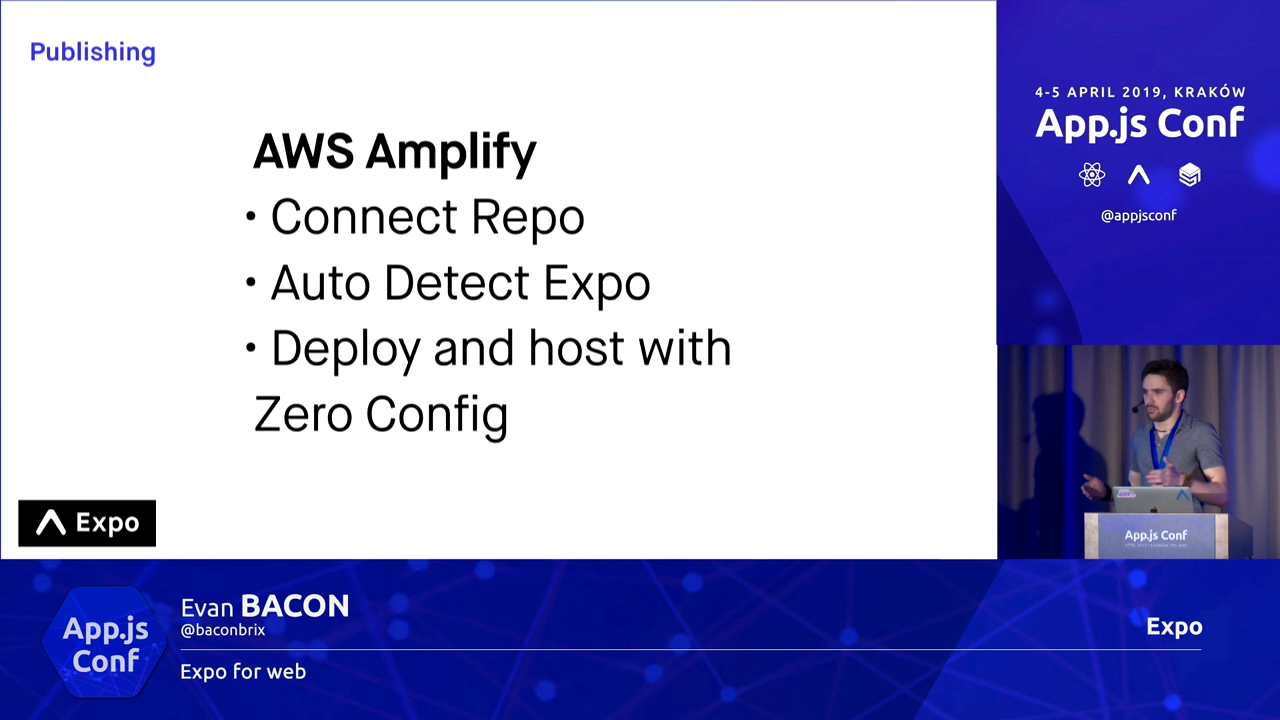 Publishing
AWS Amplify
• Connect Repo
• Auto Detect Expo
• Deploy and host with
Zero Config
Expo
4-5 APRIL 2019, KRAKÓW
App.js Conf
@appjsconf
App.js Conf
App.js
Conf
Evan BACON
@baconbrix
Expo for web
Expo